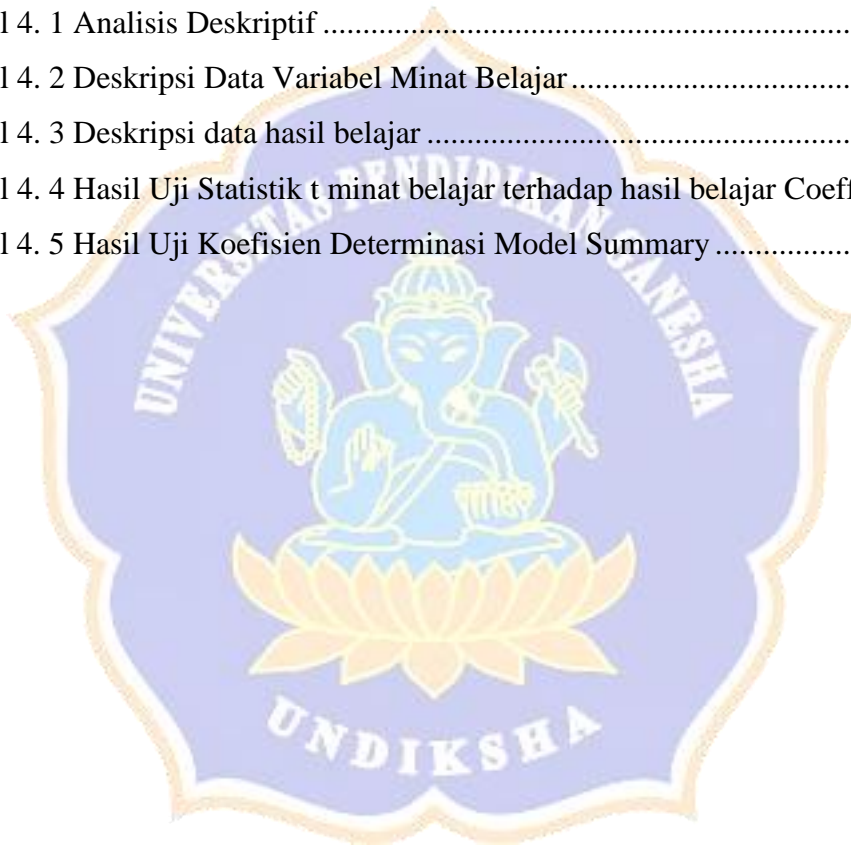 l 4. 1 Analisis Deskriptif ..................................................................
l 4. 2 Deskripsi Data Variabel Minat Belajar...................................
l 4. 3 Deskripsi data hasil belajar .....................................................
l 4. 4 Hasil Uji Statistik t minat belajar terhadap hasil belajar Coeff
l 4. 5 Hasil Uji Koefisien Determinasi Model Summary .................
UNIVERSITAS PENDIDIKAN GANESHA
UNDIKSHA